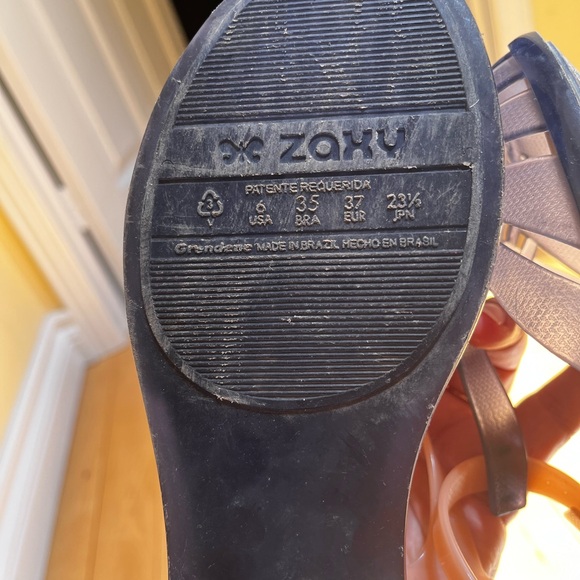 zaxy
PATENTE REQUERIDA
3 6 35 37 23½
V USA BRA EUR JPN
Grendene MADE IN BRAZIL HECHO EN BRASIL